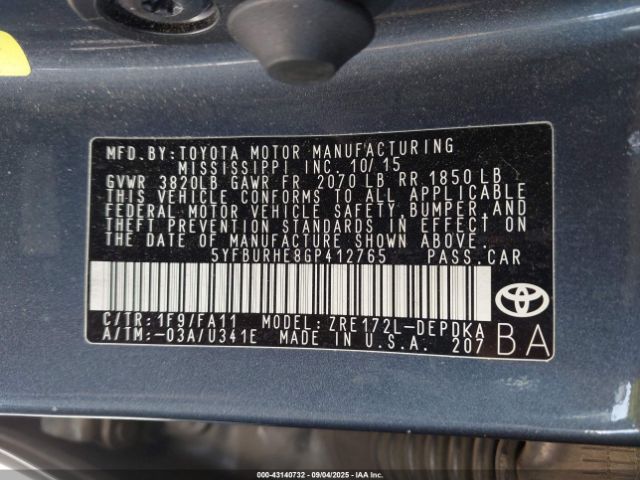 MFD.BY:TOYOTA MOTOR MANUFACTURING
MISSISSIPPI INC. 10/15
GVWR 3820LB GAWR FR 2070 LB RR 1850 LB
THIS VEHICLE CONFORMS TO ALL APPLICABLE
FEDERAL MOTOR VEHICLE SAFETY, BUMPER, AND
THEFT PREVENTION STANDARDS IN EFFECT ON
THE DATE OF MANUFACTURE SHOWN ABOVE.
5YFBURHE8GP412765 PASS.CAR
C/TR:1F9/FA11 MODEL: ZRE172L-DEPDKA
A/TM:-03A/U341E MADE IN U.S.A. 207
BA
000-43140732 - 09/04/2025 - IAA, Inc.